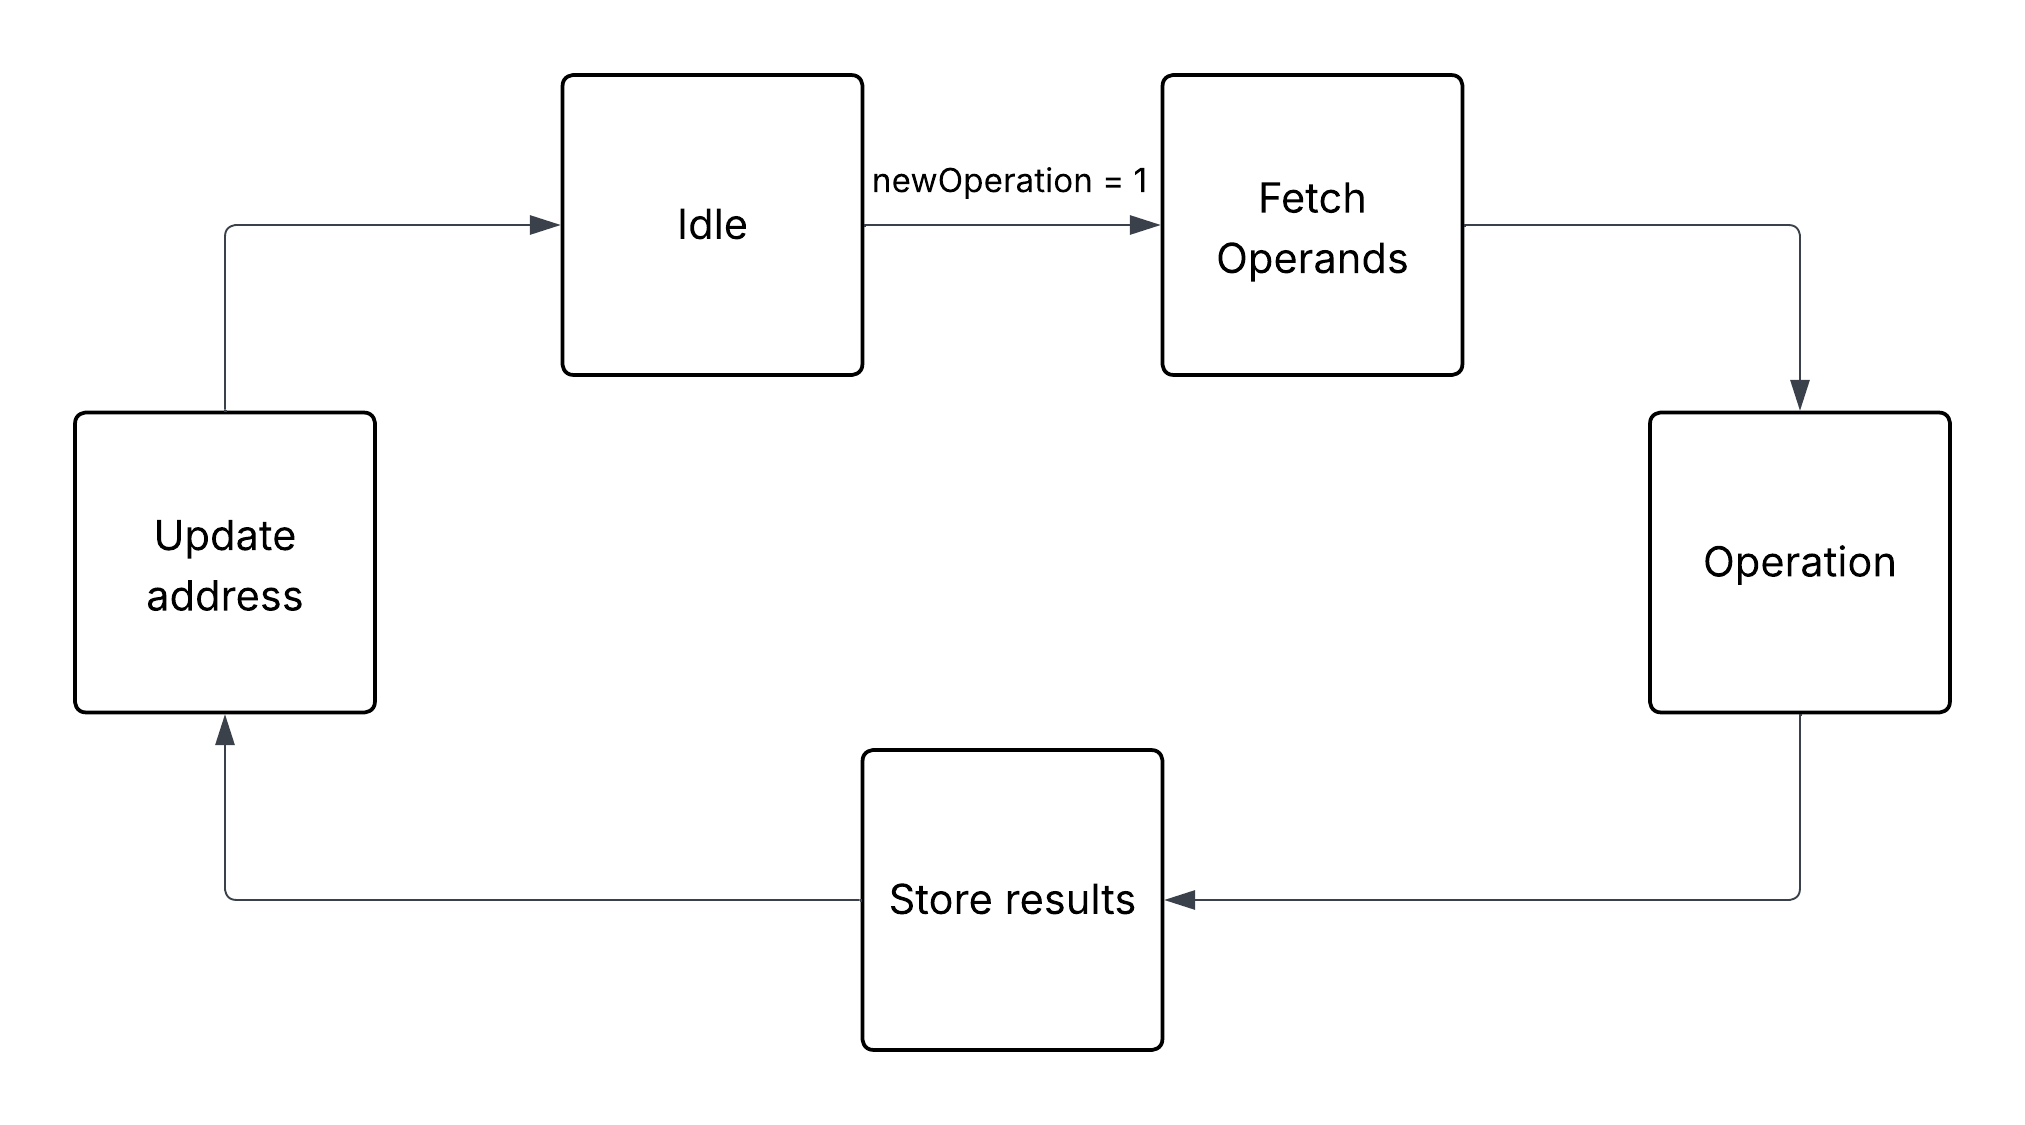 newOperation = 1
Idle
Fetch
Operands
Update
address
Operation
Store results